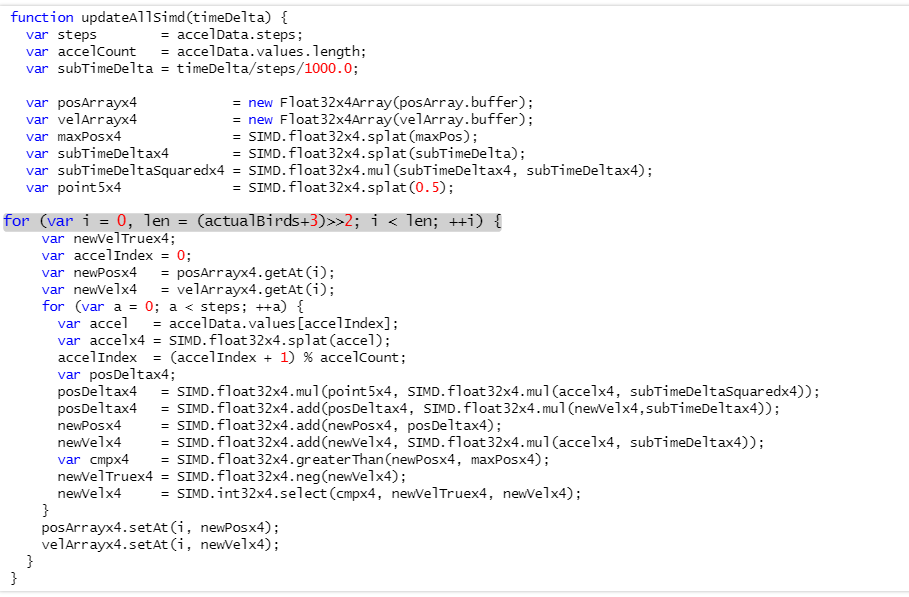 function updateAllSimd(timeDelta) {
  var steps        = accelData.steps;
  var accelCount   = accelData.values.length;
  var subTimeDelta = timeDelta/steps/1000.0;

  var posArrayx4            = new Float32x4Array(posArray.buffer);
  var velArrayx4            = new Float32x4Array(velArray.buffer);
  var maxPosx4              = SIMD.float32x4.splat(maxPos);
  var subTimeDeltax4        = SIMD.float32x4.splat(subTimeDelta);
  var subTimeDeltaSquaredx4 = SIMD.float32x4.mul(subTimeDeltax4, subTimeDeltax4);
  var point5x4              = SIMD.float32x4.splat(0.5);

for (var i = 0, len = (actualBirds+3)>>2; i < len; ++i) {
    var newVelTruex4;
    var accelIndex = 0;
    var newPosx4   = posArrayx4.getAt(i);
    var newVelx4   = velArrayx4.getAt(i);
    for (var a = 0; a < steps; ++a) {
      var accel   = accelData.values[accelIndex];
      var accelx4 = SIMD.float32x4.splat(accel);
      accelIndex  = (accelIndex + 1) % accelCount;
      var posDeltax4;
      posDeltax4   = SIMD.float32x4.mul(point5x4, SIMD.float32x4.mul(accelx4, subTimeDeltaSquaredx4));
      posDeltax4   = SIMD.float32x4.add(posDeltax4, SIMD.float32x4.mul(newVelx4,subTimeDeltax4));
      newPosx4     = SIMD.float32x4.add(newPosx4, posDeltax4);
      newVelx4     = SIMD.float32x4.add(newVelx4, SIMD.float32x4.mul(accelx4, subTimeDeltax4));
      var cmpx4    = SIMD.float32x4.greaterThan(newPosx4, maxPosx4);
      newVelTruex4 = SIMD.float32x4.neg(newVelx4);
      newVelx4     = SIMD.int32x4.select(cmpx4, newVelTruex4, newVelx4);
    }
    posArrayx4.setAt(i, newPosx4);
    velArrayx4.setAt(i, newVelx4);
  }
}